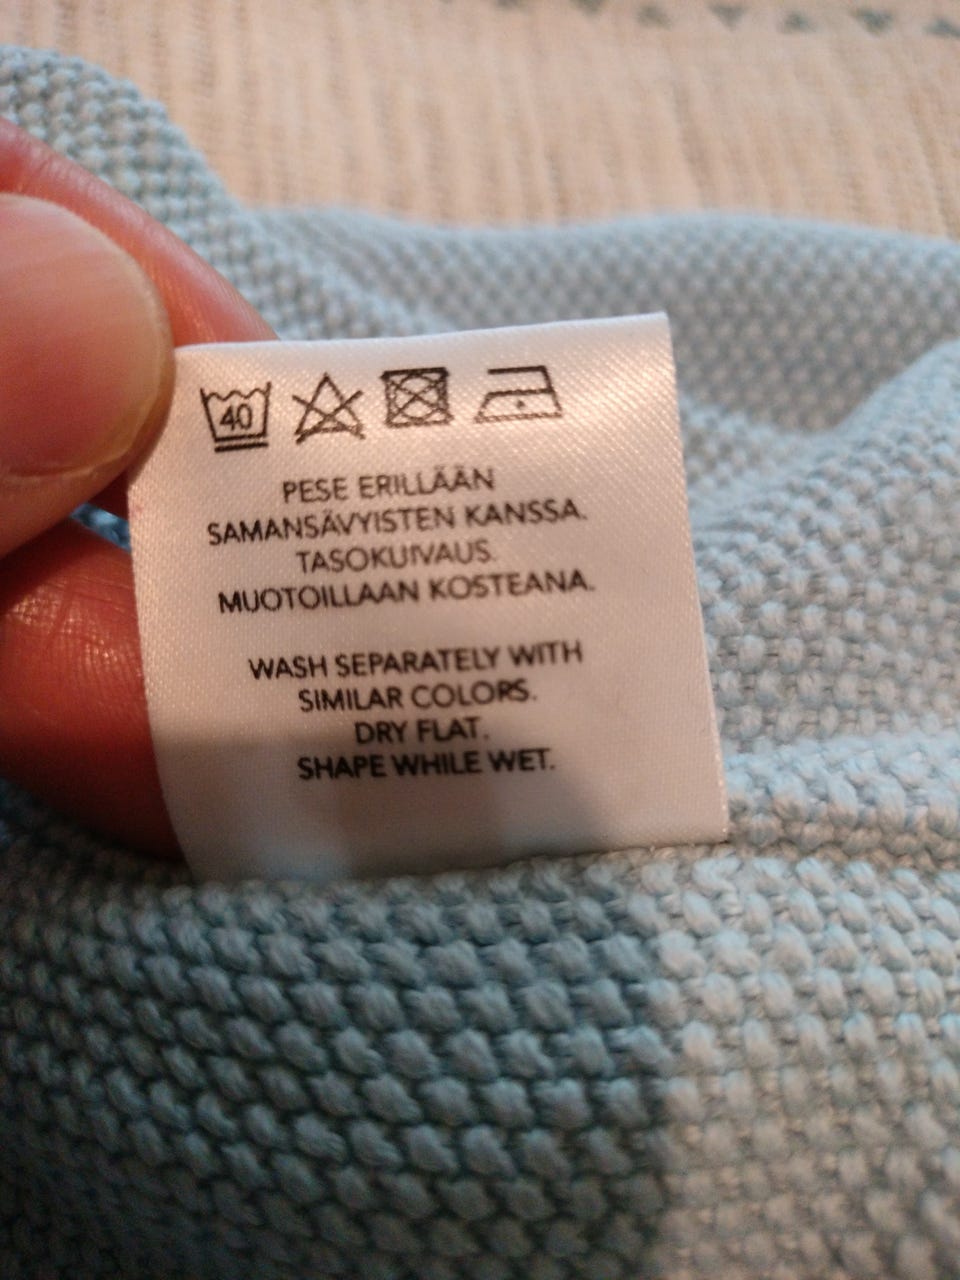 40
PESE ERILLÄÄN
SAMANSÄVYISTEN KANSSA.
TASOKUIVAUS.
MUOTOILLAAN KOSTEANA.
WASH SEPARATELY WITH
SIMILAR COLORS.
DRY FLAT.
SHAPE WHILE WET.